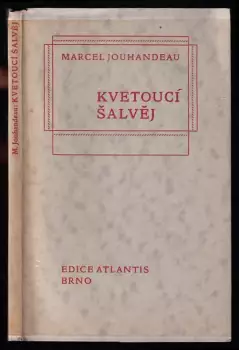 M. Jouhandeau: KVETOUCÍ ŠALVĚJ
MARCEL JOUHANDEAU
KVETOUCÍ
ŠALVĚJ
EDICE ATLANTIS
BRNO